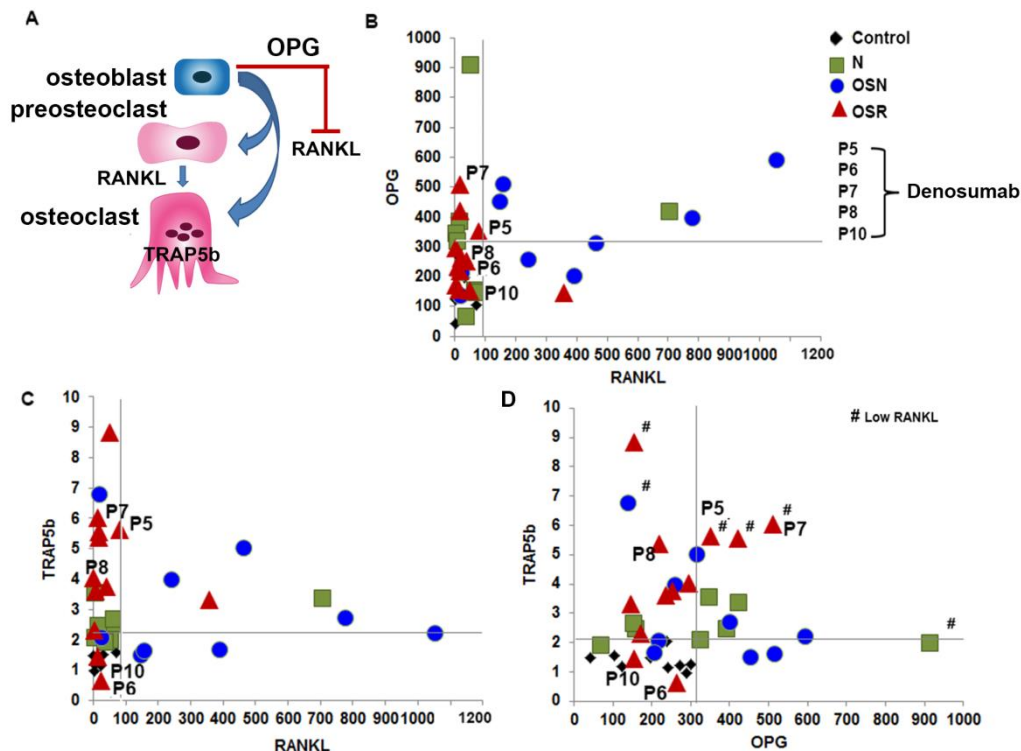 A
OPG
osteoblast
preosteoclast
RANKL
RANKL
osteoclast
TRAP5b
B
Control
N
OSN
OSR
P5
P6
P7
P8
P10
Denosumab
1000
900
800
700
600
500
400
300
200
100
0
OPG
P7
P5
P8
P6
P10
0 100 200 300 400 500 600 700 800 900 1000 1200
RANKL
C
10
9
8
7
6
5
4
3
2
1
0
TRAP5b
P7
P5
P8
P10
P6
0 100 200 300 400 500 600 700 800 900 1000 1200
RANKL
D
# Low RANKL
10
9
8
7
6
5
4
3
2
1
0
TRAP5b
#
#
P5
#
#
#
P7
P8
#
P10
P6
0 100 200 300 400 500 600 700 800 900 1000
OPG